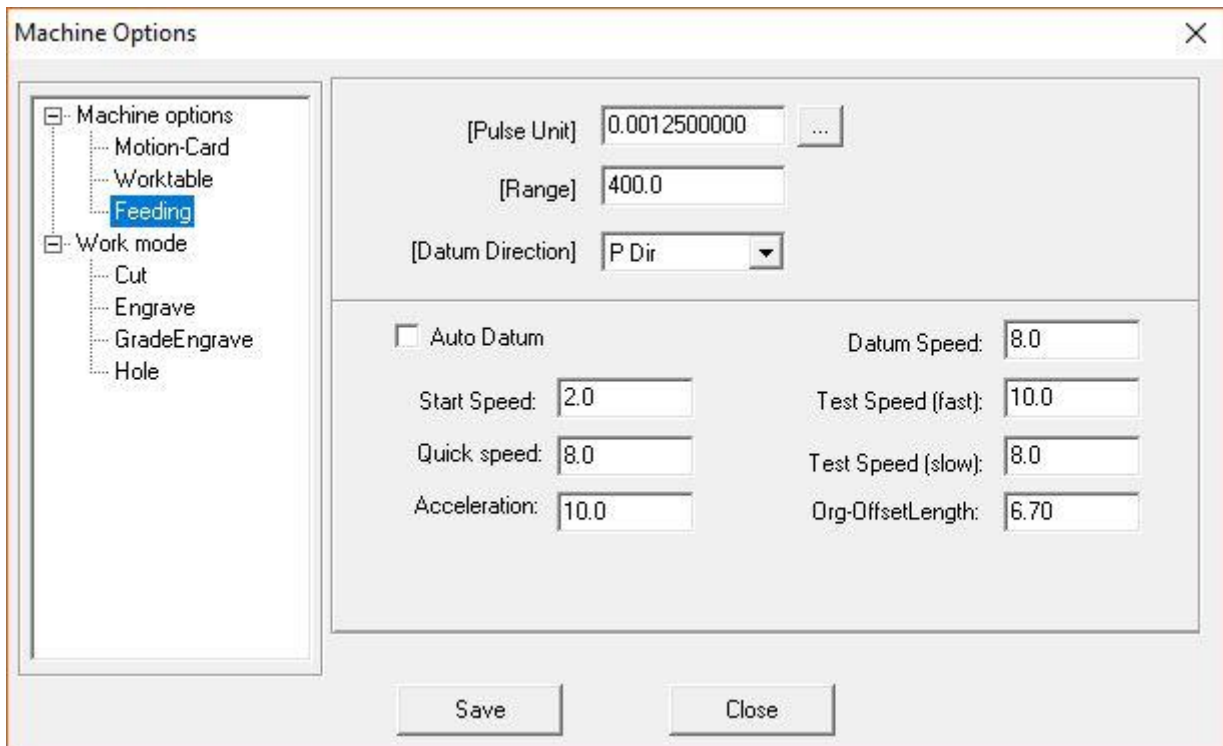 Machine Options
Machine options
Motion-Card
Worktable
Feeding
Work mode
Cut
Engrave
GradeEngrave
Hole
[Pulse Unit] 0.0012500000 ...
[Range] 400.0
[Datum Direction] P Dir
Auto Datum
Datum Speed: 8.0
Start Speed: 2.0
Test Speed (fast): 10.0
Quick speed: 8.0
Test Speed (slow): 8.0
Acceleration: 10.0
Org-OffsetLength: 6.70
Save
Close